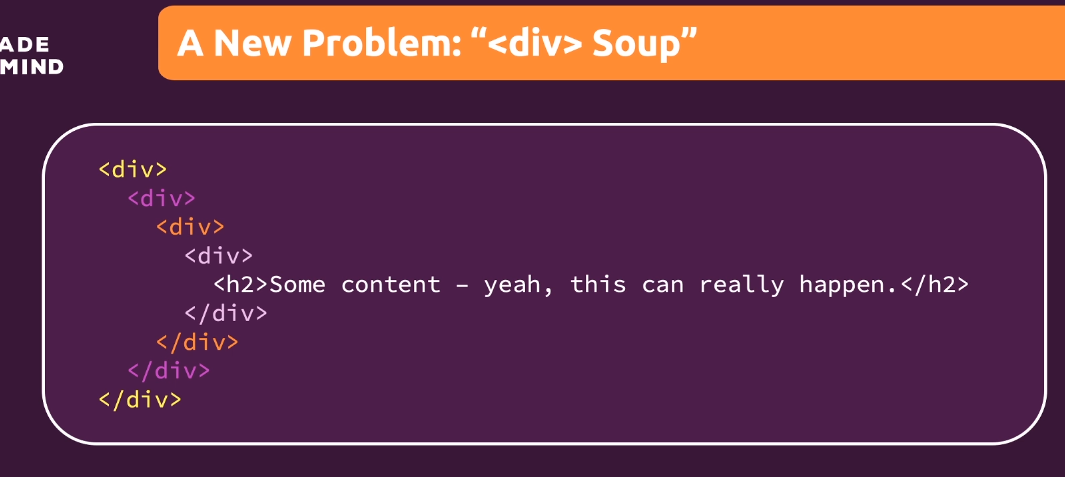 ADE
MIND
A New Problem: “<div> Soup”
<div>
<div>
<div>
<div>
<h2>Some content – yeah, this can really happen.</h2>
</div>
</div>
</div>
</div>